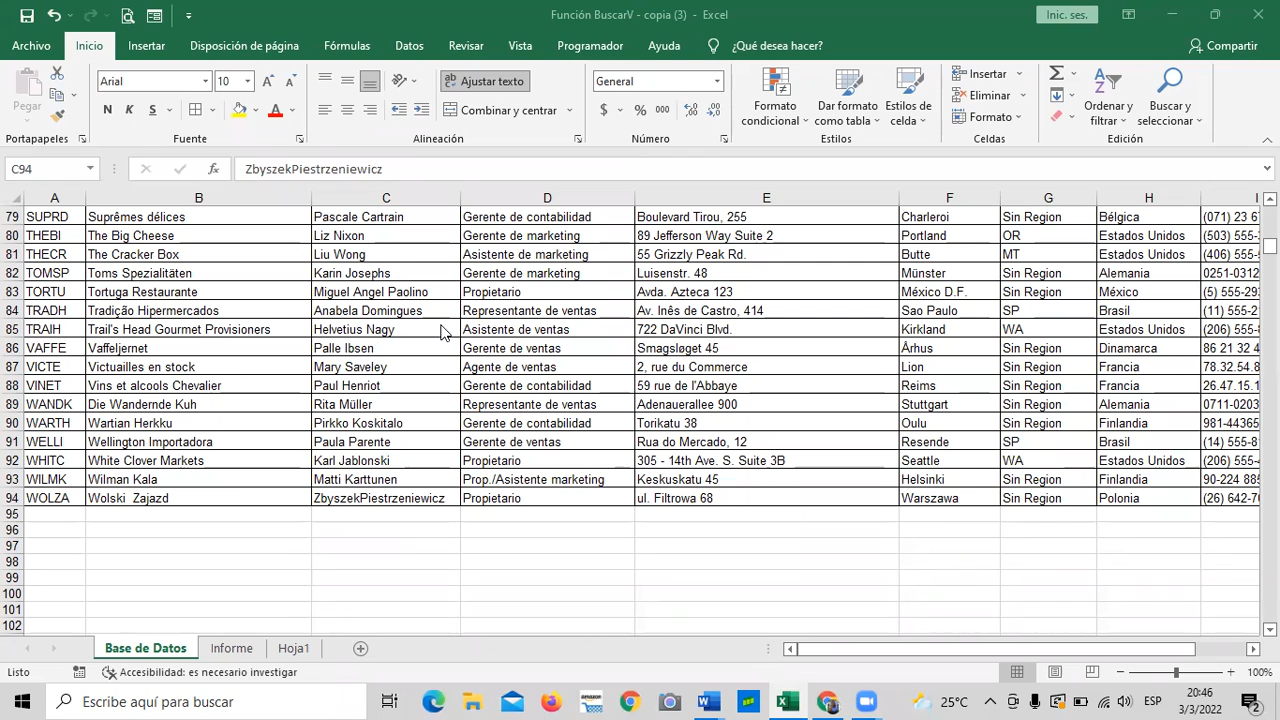 Función BuscarV - copia (3) - Excel
Inic. ses.
Archivo Inicio Insertar Disposición de página Fórmulas Datos Revisar Vista Programador Ayuda ¿Qué desea hacer? Compartir
Pegar
Arial 10
N K S
Ajustar texto
Combinar y centrar
General
$ % 000
Formato condicional
Dar formato como tabla
Estilos de celda
Insertar
Eliminar
Formato
Ordenar y filtrar
Buscar y seleccionar
Portapapeles Fuente Alineación Número Estilos Celdas Edición
C94 fx ZbyszekPiestrzeniewicz
A B C D E F G H I
79 SUPRD Suprêmes délices Pascale Cartrain Gerente de contabilidad Boulevard Tirou, 255 Charleroi Sin Region Bélgica (071) 23 6
80 THEBI The Big Cheese Liz Nixon Gerente de marketing 89 Jefferson Way Suite 2 Portland OR Estados Unidos (503) 555-
81 THECR The Cracker Box Liu Wong Asistente de marketing 55 Grizzly Peak Rd. Butte MT Estados Unidos (406) 555-
82 TOMSP Toms Spezialitäten Karin Josephs Gerente de marketing Luisenstr. 48 Münster Sin Region Alemania 0251-0312
83 TORTU Tortuga Restaurante Miguel Angel Paolino Propietario Avda. Azteca 123 México D.F. Sin Region México (5) 555-29
84 TRADH Tradição Hipermercados Anabela Domingues Representante de ventas Av. Inês de Castro, 414 Sao Paulo SP Brasil (11) 555-2
85 TRAIH Trail's Head Gourmet Provisioners Helvetius Nagy Asistente de ventas 722 DaVinci Blvd. Kirkland WA Estados Unidos (206) 555-
86 VAFFE Vaffeljernet Palle Ibsen Gerente de ventas Smagsløget 45 Århus Sin Region Dinamarca 86 21 32 4
87 VICTE Victuailles en stock Mary Saveley Agente de ventas 2, rue du Commerce Lion Sin Region Francia 78.32.54.8
88 VINET Vins et alcools Chevalier Paul Henriot Gerente de contabilidad 59 rue de l'Abbaye Reims Sin Region Francia 26.47.15.1
89 WANDK Die Wandernde Kuh Rita Müller Representante de ventas Adenauerallee 900 Stuttgart Sin Region Alemania 0711-0203
90 WARTH Wartian Herkku Pirkko Koskitalo Gerente de contabilidad Torikatu 38 Oulu Sin Region Finlandia 981-44365
91 WELLI Wellington Importadora Paula Parente Gerente de ventas Rua do Mercado, 12 Resende SP Brasil (14) 555-8
92 WHITC White Clover Markets Karl Jablonski Propietario 305 - 14th Ave. S. Suite 3B Seattle WA Estados Unidos (206) 555-
93 WILMK Wilman Kala Matti Karttunen Prop./Asistente marketing Keskuskatu 45 Helsinki Sin Region Finlandia 90-224 885
94 WOLZA Wolski Zajazd ZbyszekPiestrzeniewicz Propietario ul. Filtrowa 68 Warszawa Sin Region Polonia (26) 642-70
95
96
97
98
99
100
101
102
Base de Datos Informe Hoja1
Listo Accesibilidad: es necesario investigar 100%
Escribe aquí para buscar
25°C
ESP
20:46
3/3/2022
2